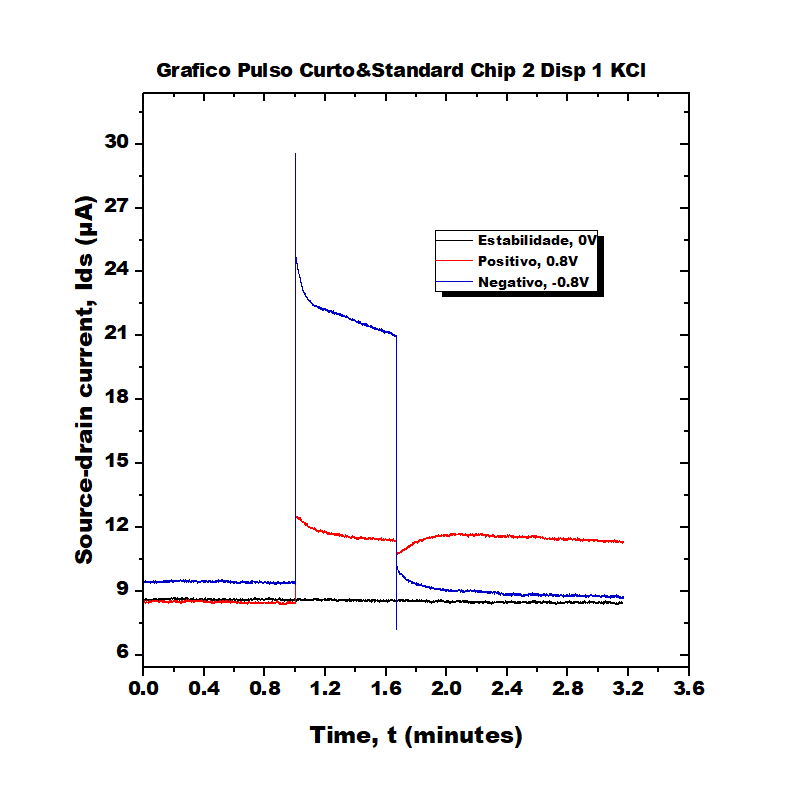 Grafico Pulso Curto&Standard Chip 2 Disp 1 KCl
30
27
24
21
18
15
12
9
6
Source-drain current, Ids (µA)
Estabilidade, 0V
Positivo, 0.8V
Negativo, -0.8V
0.0 0.4 0.8 1.2 1.6 2.0 2.4 2.8 3.2 3.6
Time, t (minutes)